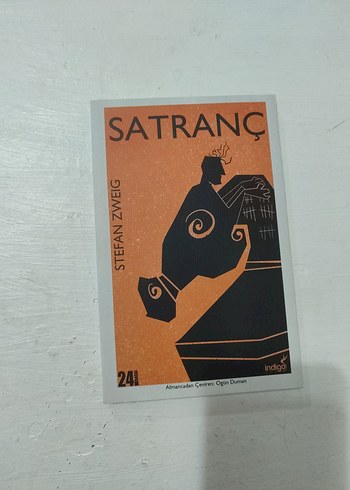 SATRANÇ
STEFAN ZWEIG
indigo
24
Almancadan Çeviren: Ogün Duman